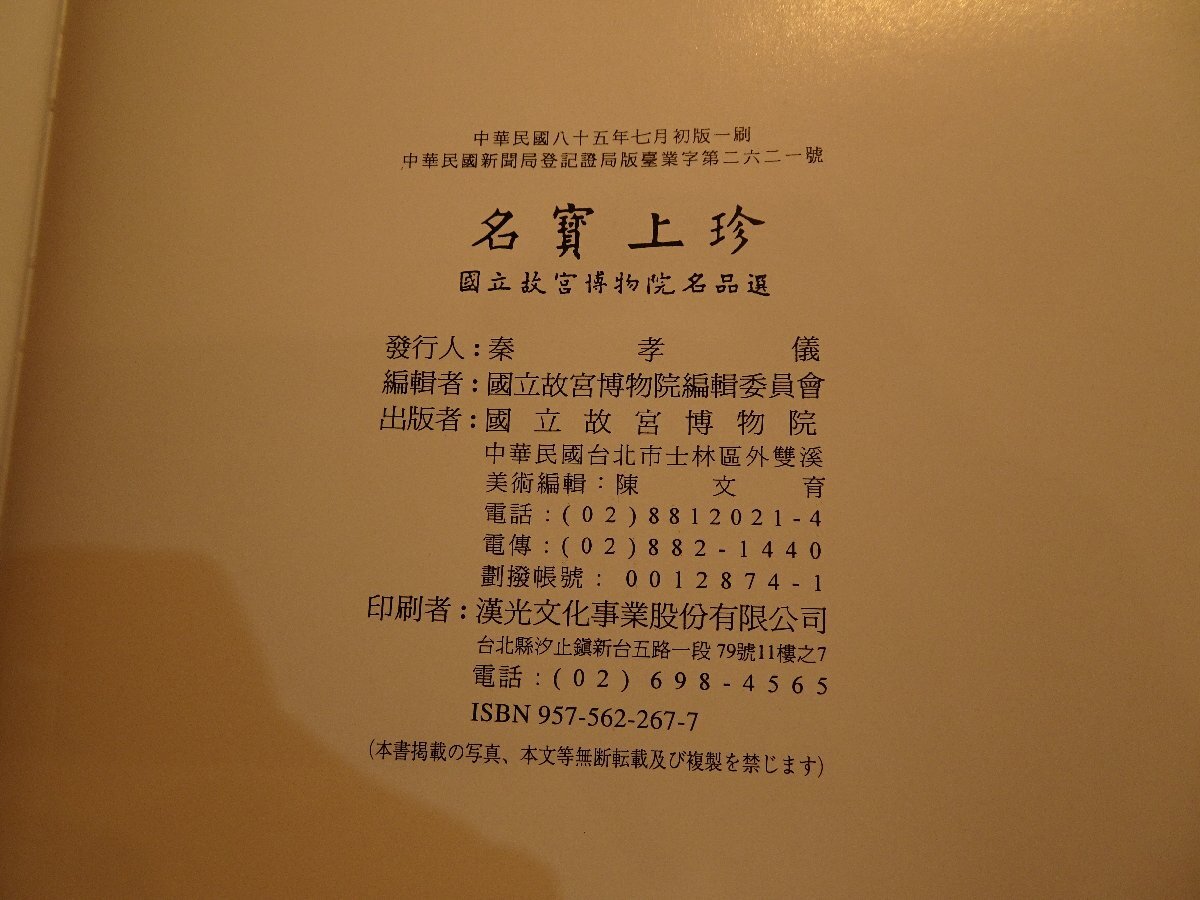 中華民國八十五年七月初版一刷
中華民國新聞局登記證局版臺業字第二六二一號
名寶上珍
國立故宮博物院名品選
發行人：秦孝儀
編輯者：國立故宮博物院編輯委員會
出版者：國立故宮博物院
中華民國台北市士林區外雙溪
美術編輯：陳文育
電話：(02)8812021-4
電傳：(02)882-1440
劃撥帳號：0012874-1
印刷者：漢光文化事業股份有限公司
台北縣汐止鎭新台五路一段79號11樓之7
電話：(02)698-4565
ISBN 957-562-267-7
(本書掲載の写真、本文等無断転載及び複製を禁じます)